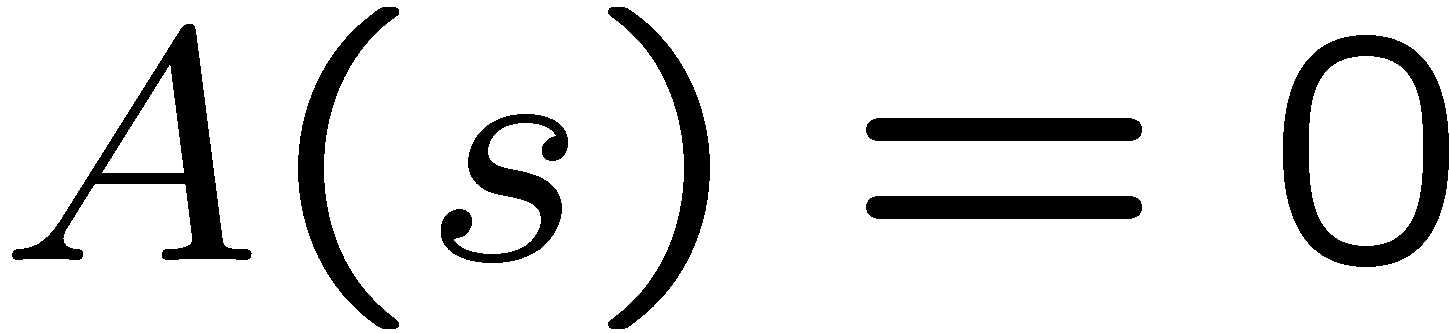 A(s) = 0